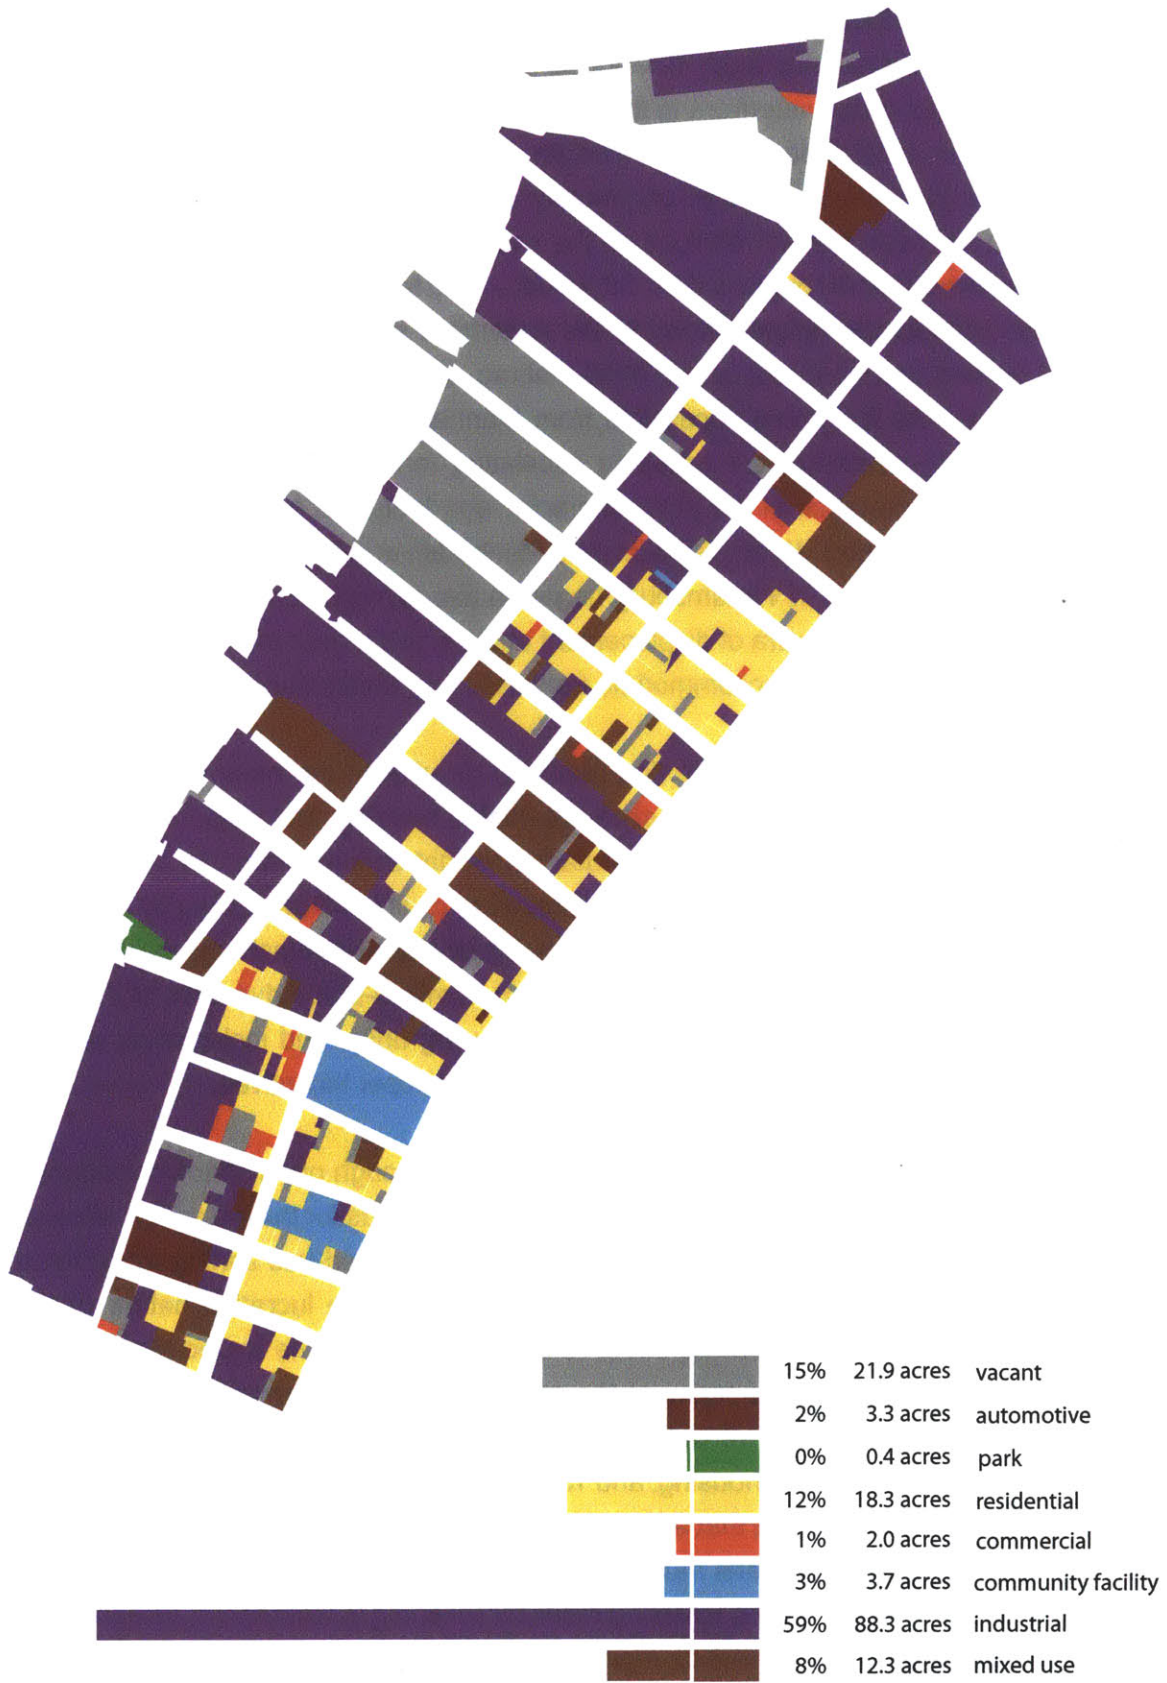 15% 21.9 acres vacant
2% 3.3 acres automotive
0% 0.4 acres park
12% 18.3 acres residential
1% 2.0 acres commercial
3% 3.7 acres community facility
59% 88.3 acres industrial
8% 12.3 acres mixed use